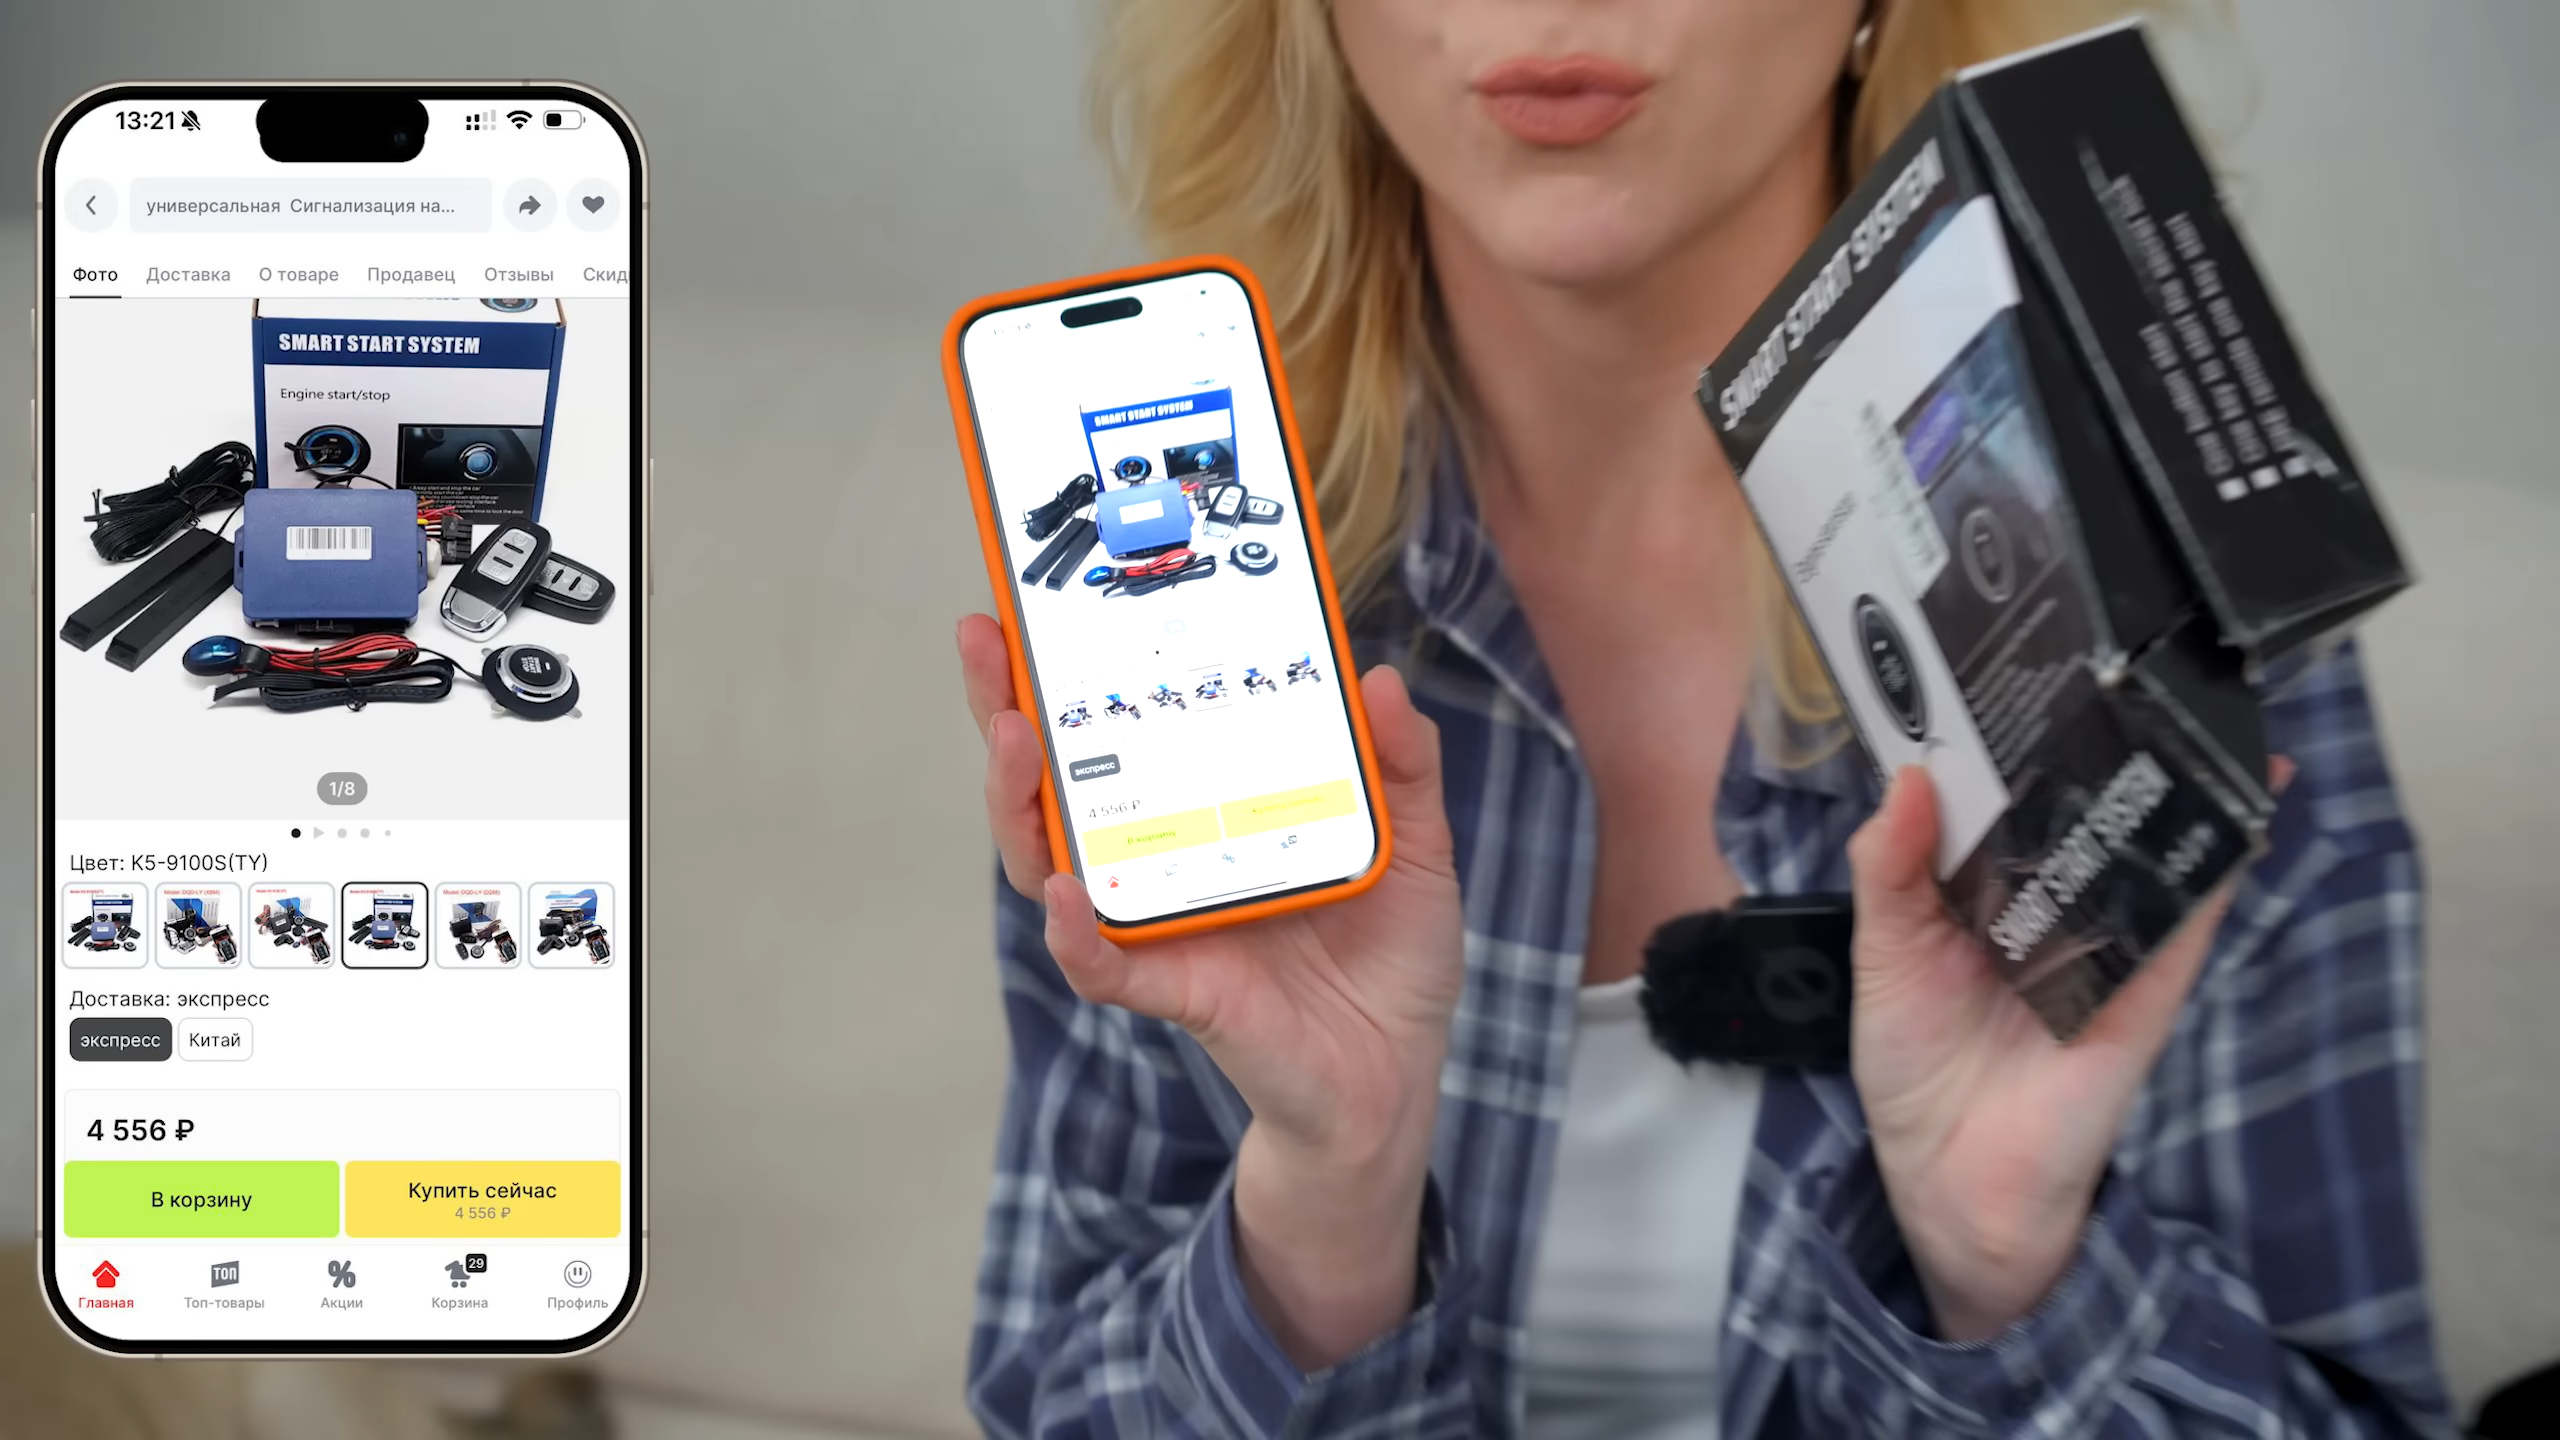 13:21
универсальная Сигнализация на...
Фото Доставка О товаре Продавец Отзывы Скид
SMART START SYSTEM
Engine start/stop
1/8
Цвет: K5-9100S(TY)
Доставка: экспресс
экспресс Китай
4 556 ₽
В корзину
Купить сейчас
4 556 ₽
ТОП
29
Главная Топ-товары Акции Корзина Профиль
SMART START SYSTEM
экспресс
4 556 ₽
В корзину
SMART START SYSTEM
SMART START SYSTEM